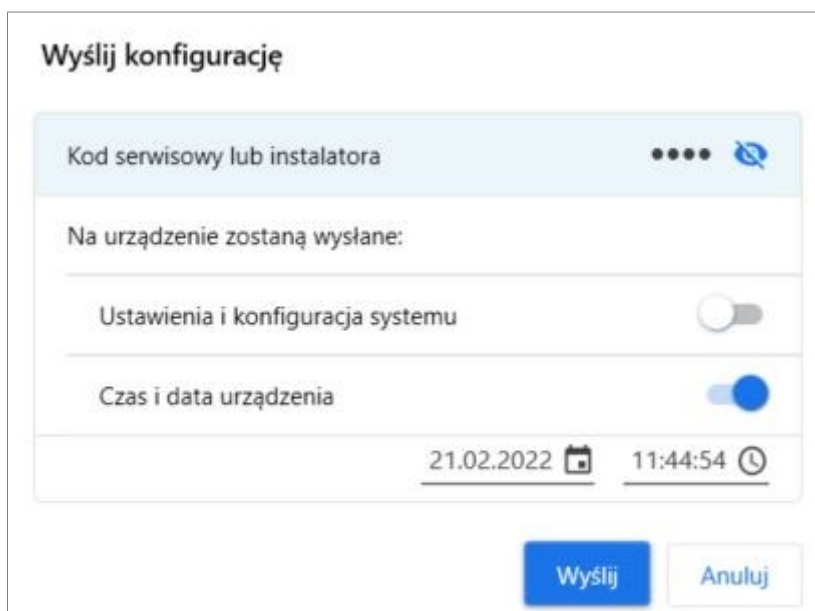 Wyślij konfigurację
Kod serwisowy lub instalatora ••••
Na urządzenie zostaną wysłane:
Ustawienia i konfiguracja systemu
Czas i data urządzenia
21.02.2022 11:44:54
Wyślij Anuluj